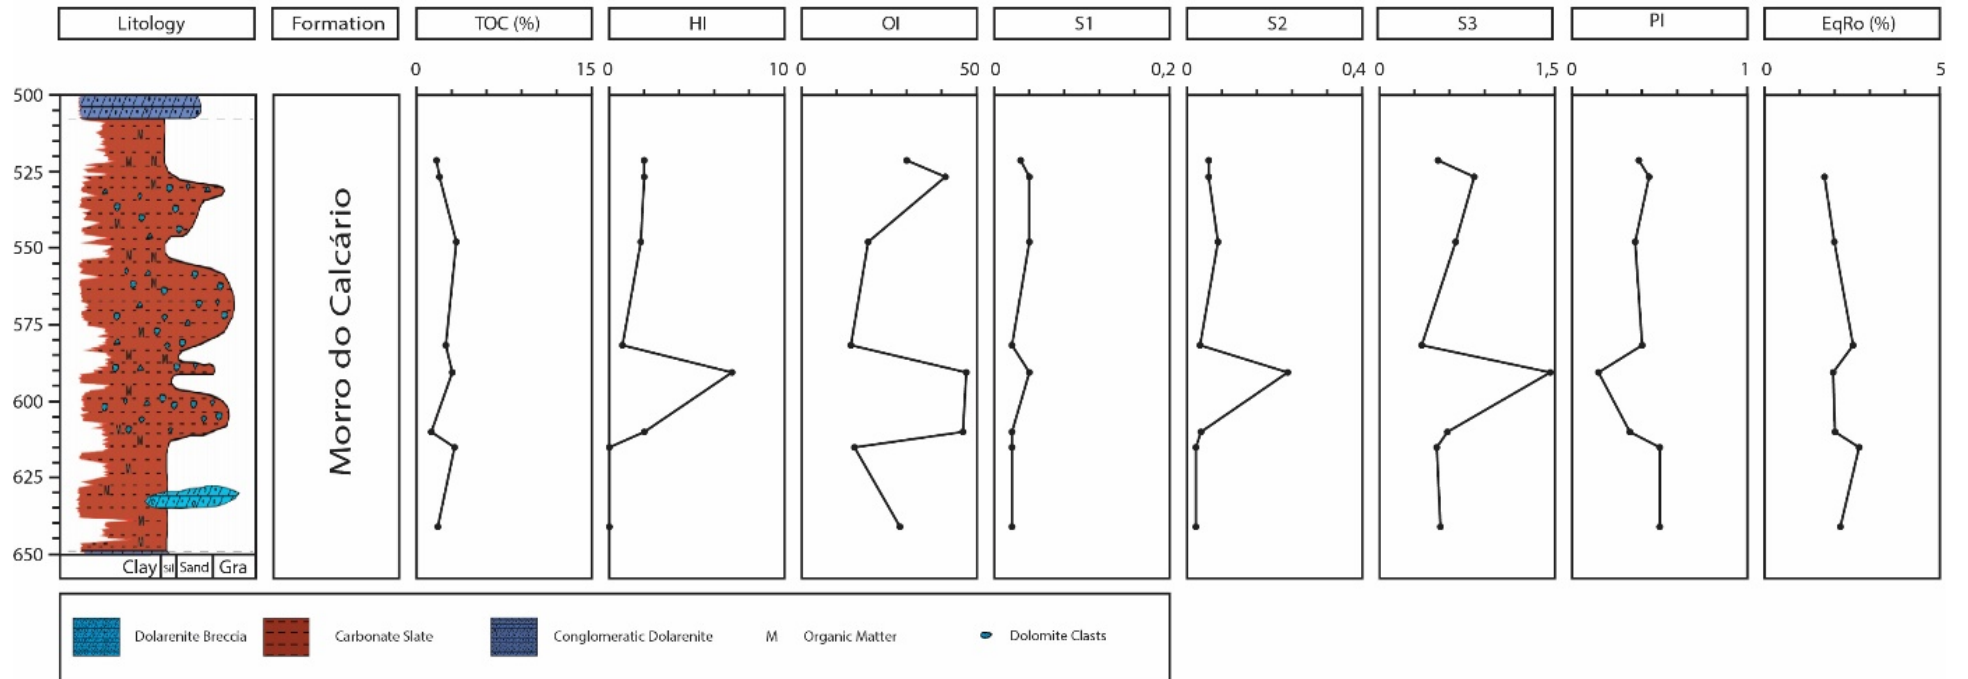 Litology Formation TOC (%) HI OI S1 S2 S3 PI EqRo (%)
0 15 0 10 0 50 0 0,2 0 0,4 0 1,5 0 1 0 5
500
525
550
575
600
625
650
Morro do Calcário
Clay Sil Sand Gra
Dolarenite Breccia Carbonate Slate Conglomeratic Dolarenite M Organic Matter Dolomite Clasts